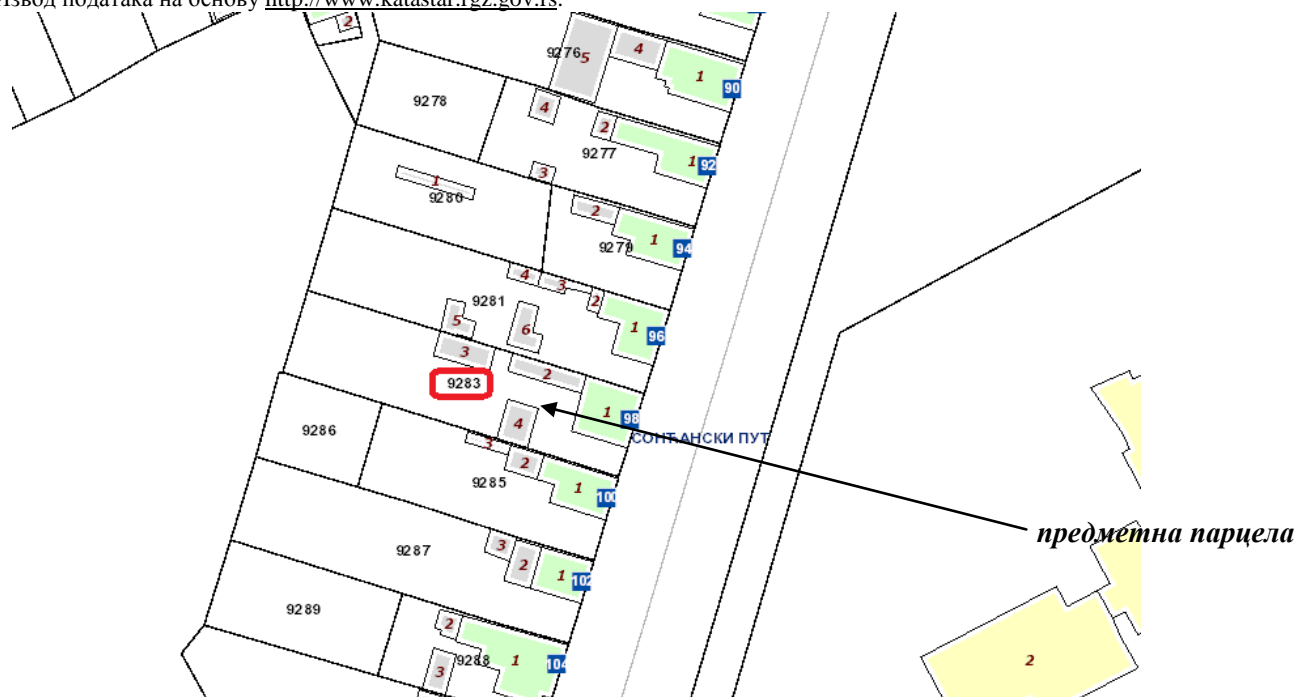 извод података на основу http://www.katastar.rgz.gov.rs.
2
9276 5 4 1 90
9278 4 2 1 92
9277
3
1
9280 2 1 94
9279
4 3
9281 2
5 6 1 96
3 2
9283 1 98
4 СОНТАНСКИ ПУТ
9286 3 2
9285 1 100
предметна парцела
9287 3 2 1 102
9289 2
9288 1 104
3 2